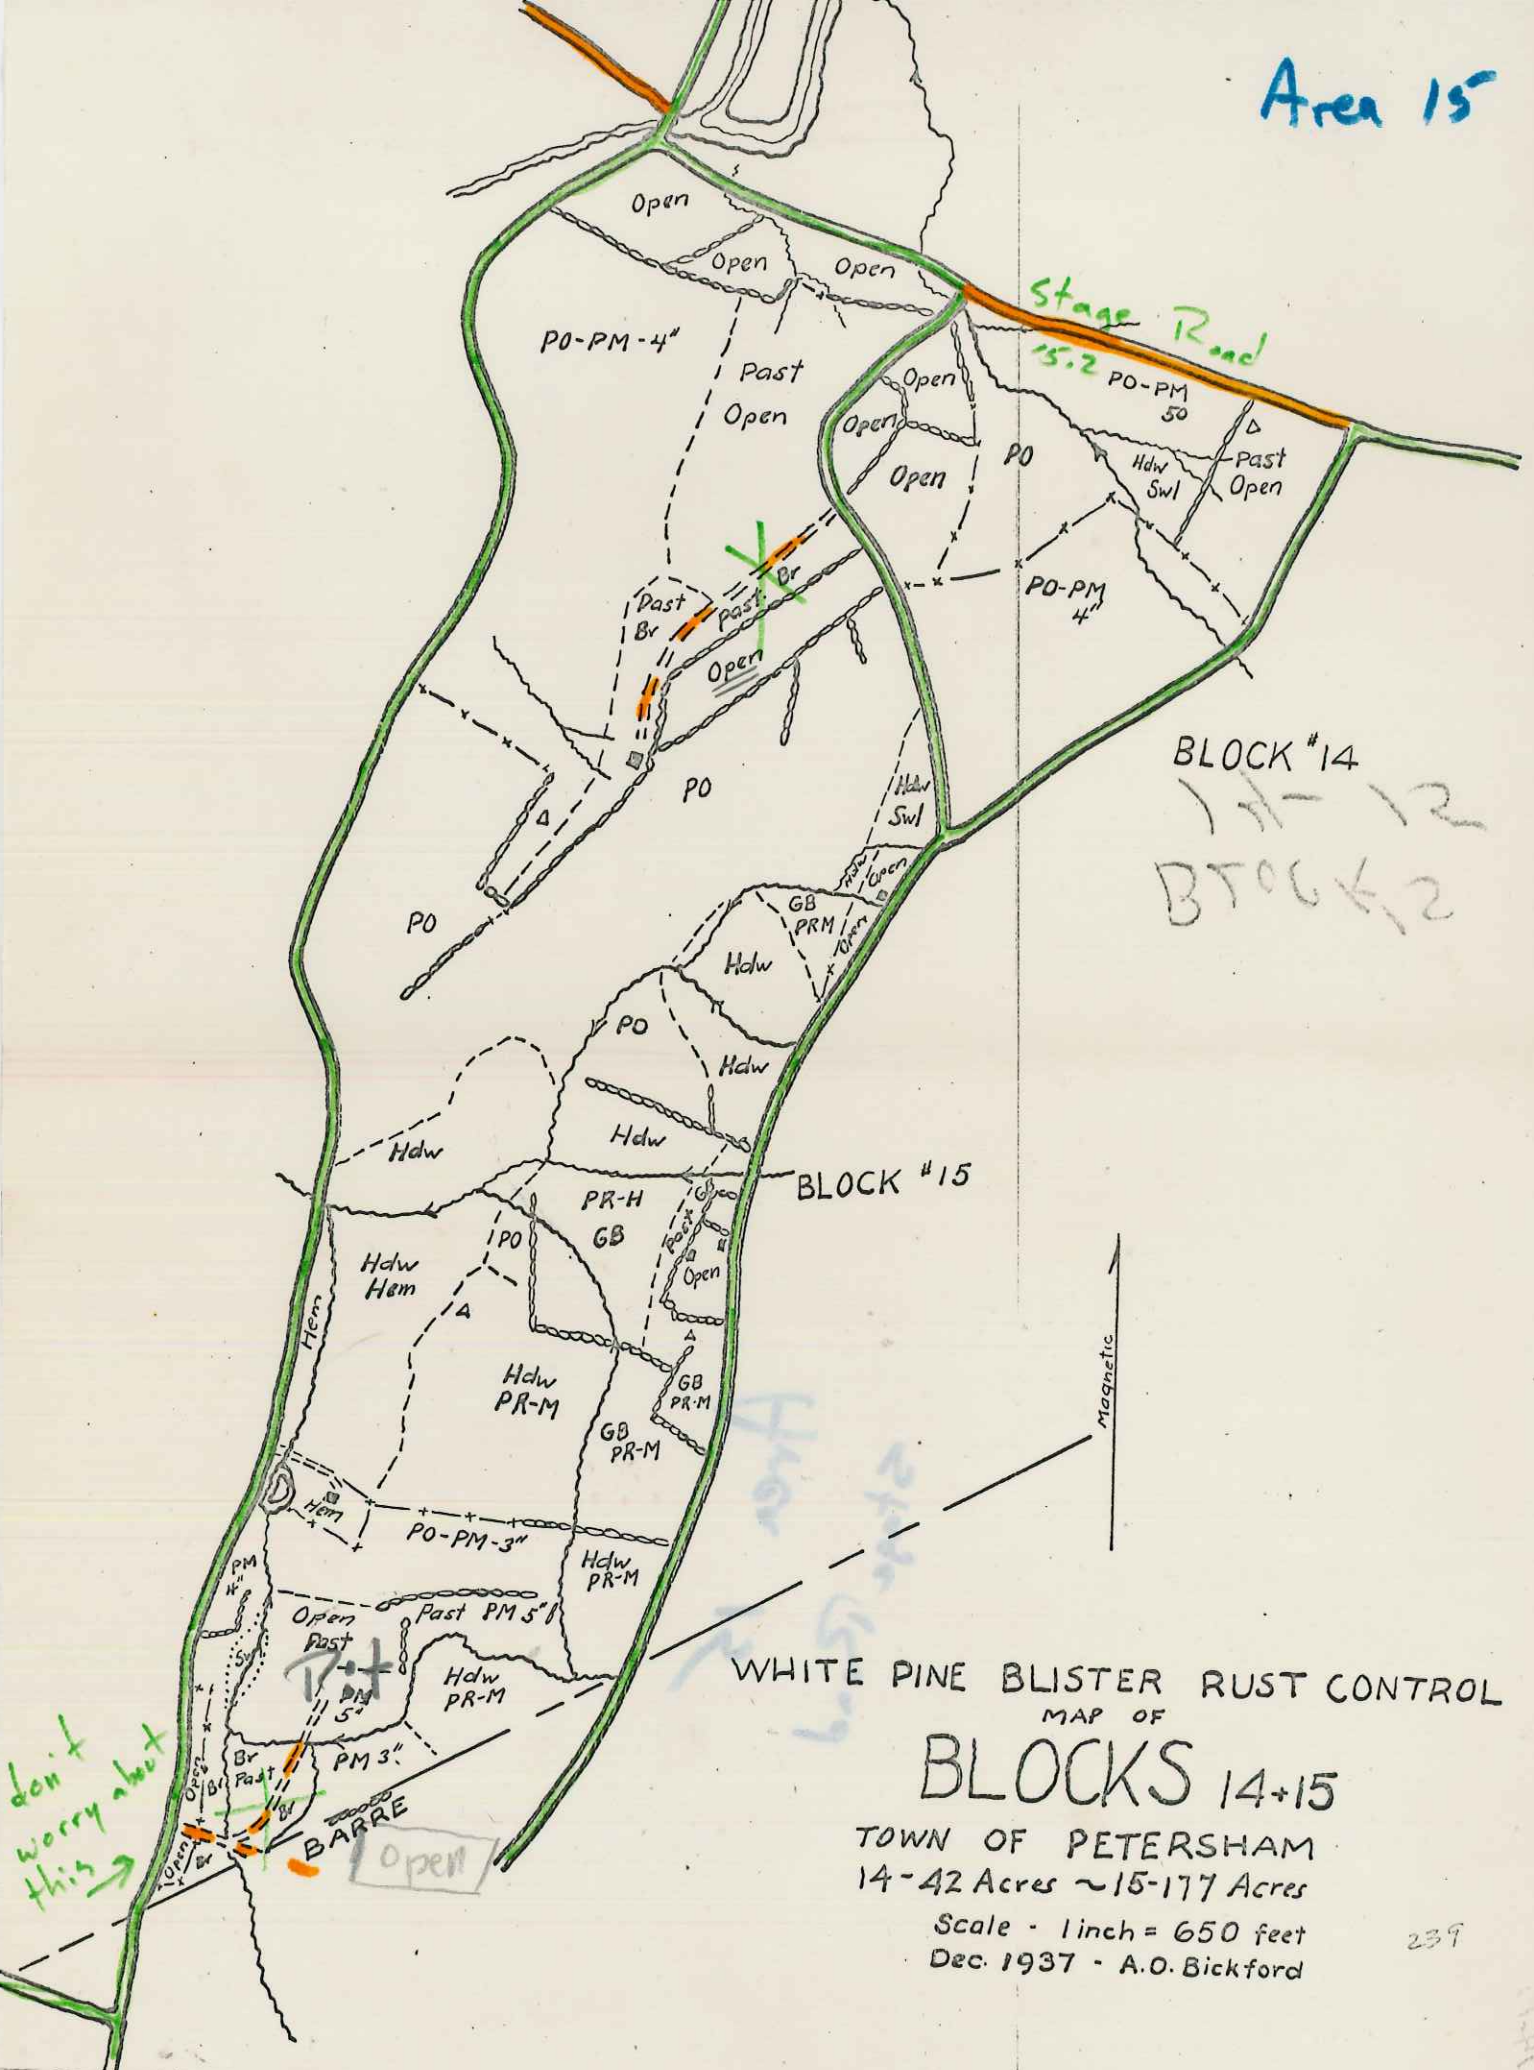 Area 15
Open
Open
Open
Stage Road
15.2
PO-PM-4"
Past
Open
Open
Open
Open
PO
PO-PM
50
Hdw
Swl
Past
Open
PO-PM
4"
Past
Br
Past Br
Open
BLOCK #14
PO
Hdw
Swl
Hdw
Open
PO
GB
PRM
Open
Hdw
PO
Hdw
Hdw
Hdw
BLOCK #15
PR-H
GB
PO
Open
Hdw
Hem
Hem
Magnetic
Hdw
PR-M
GB
PR-M
GB
PR-M
Hem
PO-PM-3"
Hdw
PR-M
PM
4"
Open
Past
Past PM 5"
PM
5"
Hdw
PR-M
don't
worry about
this
Open
Br
Br
Past
PM 3"
Br
Open
Br
BARRE
Open
WHITE PINE BLISTER RUST CONTROL
MAP OF
BLOCKS 14+15
TOWN OF PETERSHAM
14-42 Acres ~15-177 Acres
Scale - 1 inch = 650 feet
Dec. 1937 - A.O. Bickford
239